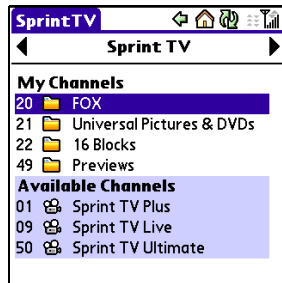 SprintTV
Sprint TV
My Channels
20 FOX
21 Universal Pictures & DVDs
22 16 Blocks
49 Previews
Available Channels
01 Sprint TV Plus
09 Sprint TV Live
50 Sprint TV Ultimate